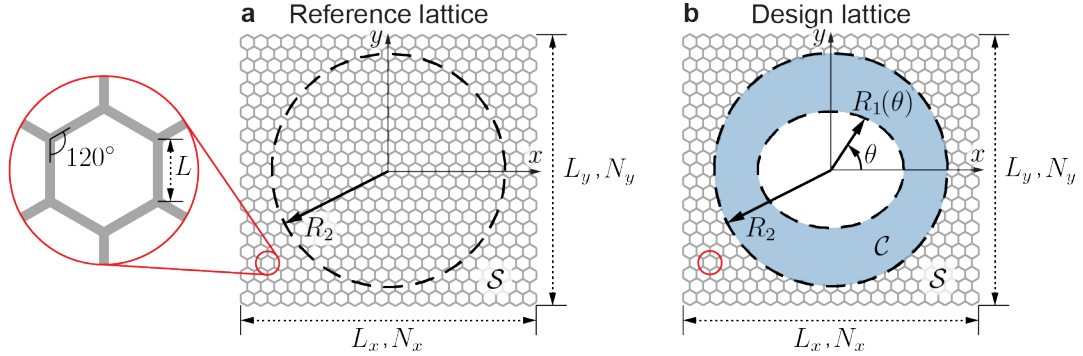 a Reference lattice
y
x
120°
L
R₂
S
L_y, N_y
L_x, N_x
b Design lattice
y
R₁(θ)
θ
x
R₂
C
S
L_y, N_y
L_x, N_x